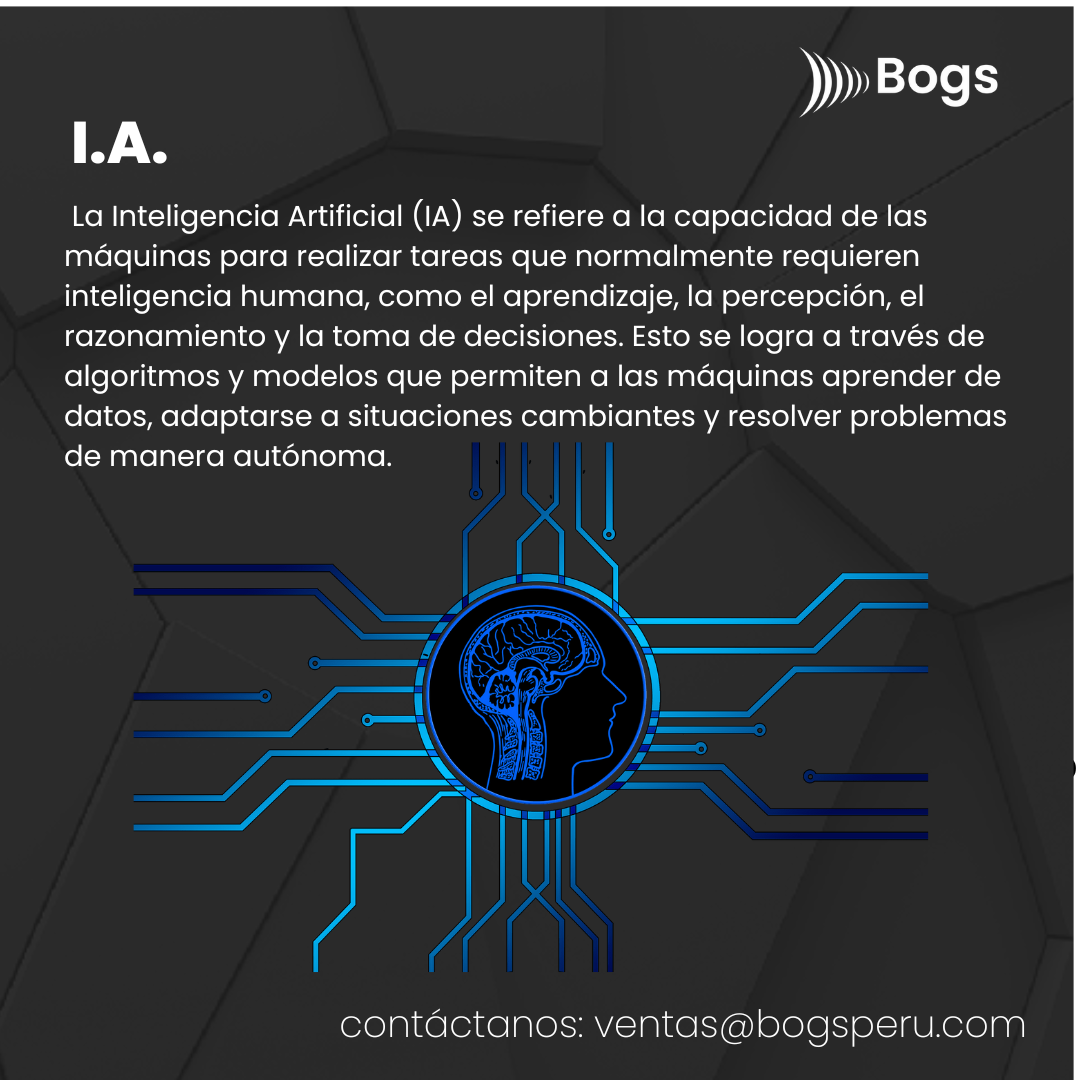 Bogs
I.A.
La Inteligencia Artificial (IA) se refiere a la capacidad de las
máquinas para realizar tareas que normalmente requieren
inteligencia humana, como el aprendizaje, la percepción, el
razonamiento y la toma de decisiones. Esto se logra a través de
algoritmos y modelos que permiten a las máquinas aprender de
datos, adaptarse a situaciones cambiantes y resolver problemas
de manera autónoma.
contáctanos: ventas@bogsperu.com